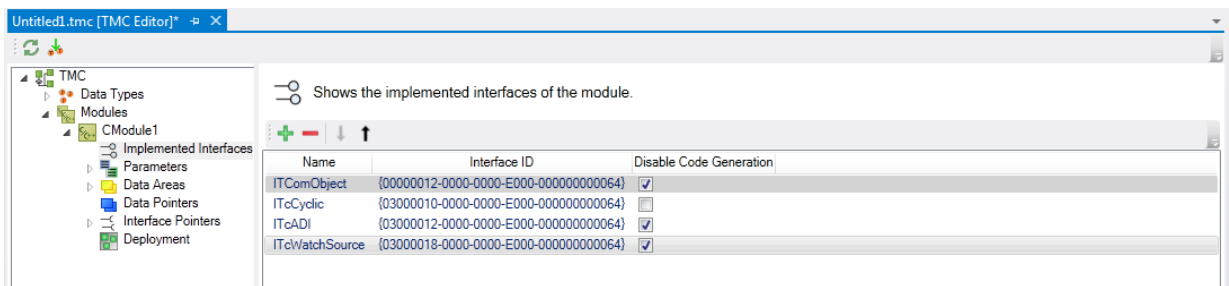 Untitled1.tmc [TMC Editor]*
TMC
Data Types
Modules
CModule1
Implemented Interfaces
Parameters
Data Areas
Data Pointers
Interface Pointers
Deployment
Shows the implemented interfaces of the module.
Name Interface ID Disable Code Generation
ITComObject {00000012-0000-0000-E000-000000000064}
ITcCyclic {03000010-0000-0000-E000-000000000064}
ITcADI {03000012-0000-0000-E000-000000000064}
ITcWatchSource {03000018-0000-0000-E000-000000000064}